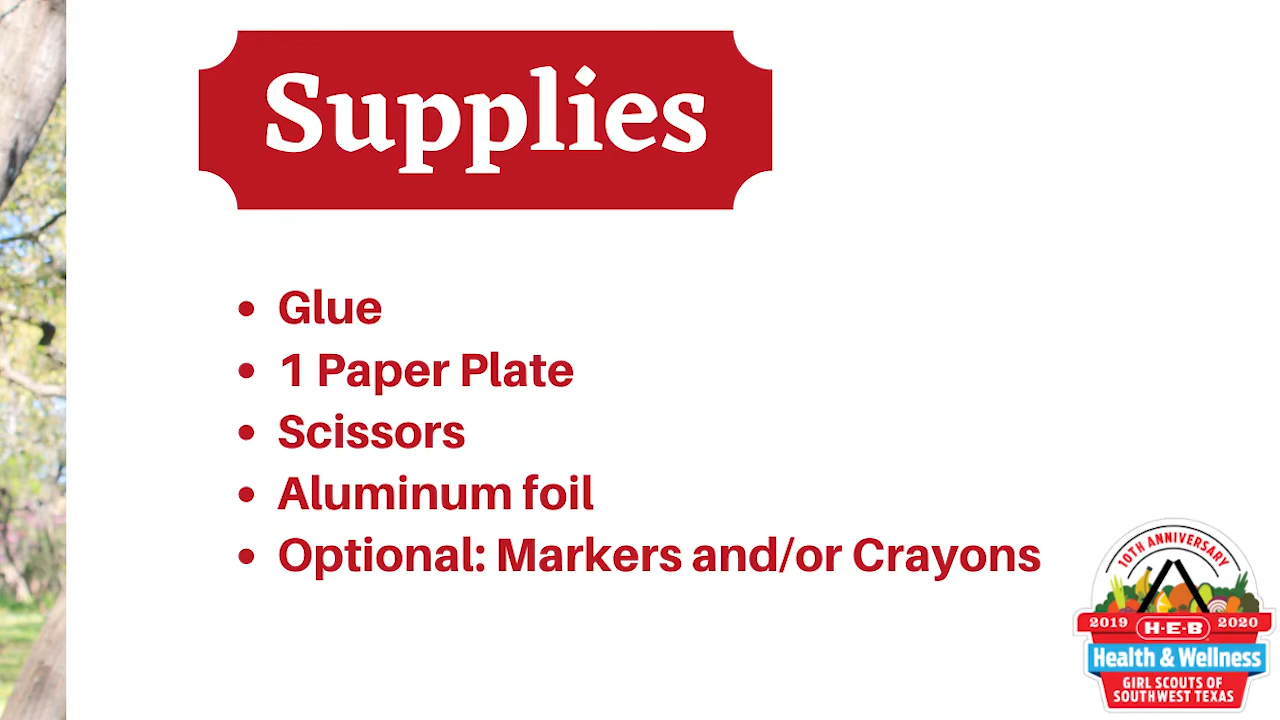 Supplies
Glue
1 Paper Plate
Scissors
Aluminum foil
Optional: Markers and/or Crayons
10TH ANNIVERSARY
2019 H-E-B 2020
Health & Wellness
GIRL SCOUTS OF
SOUTHWEST TEXAS